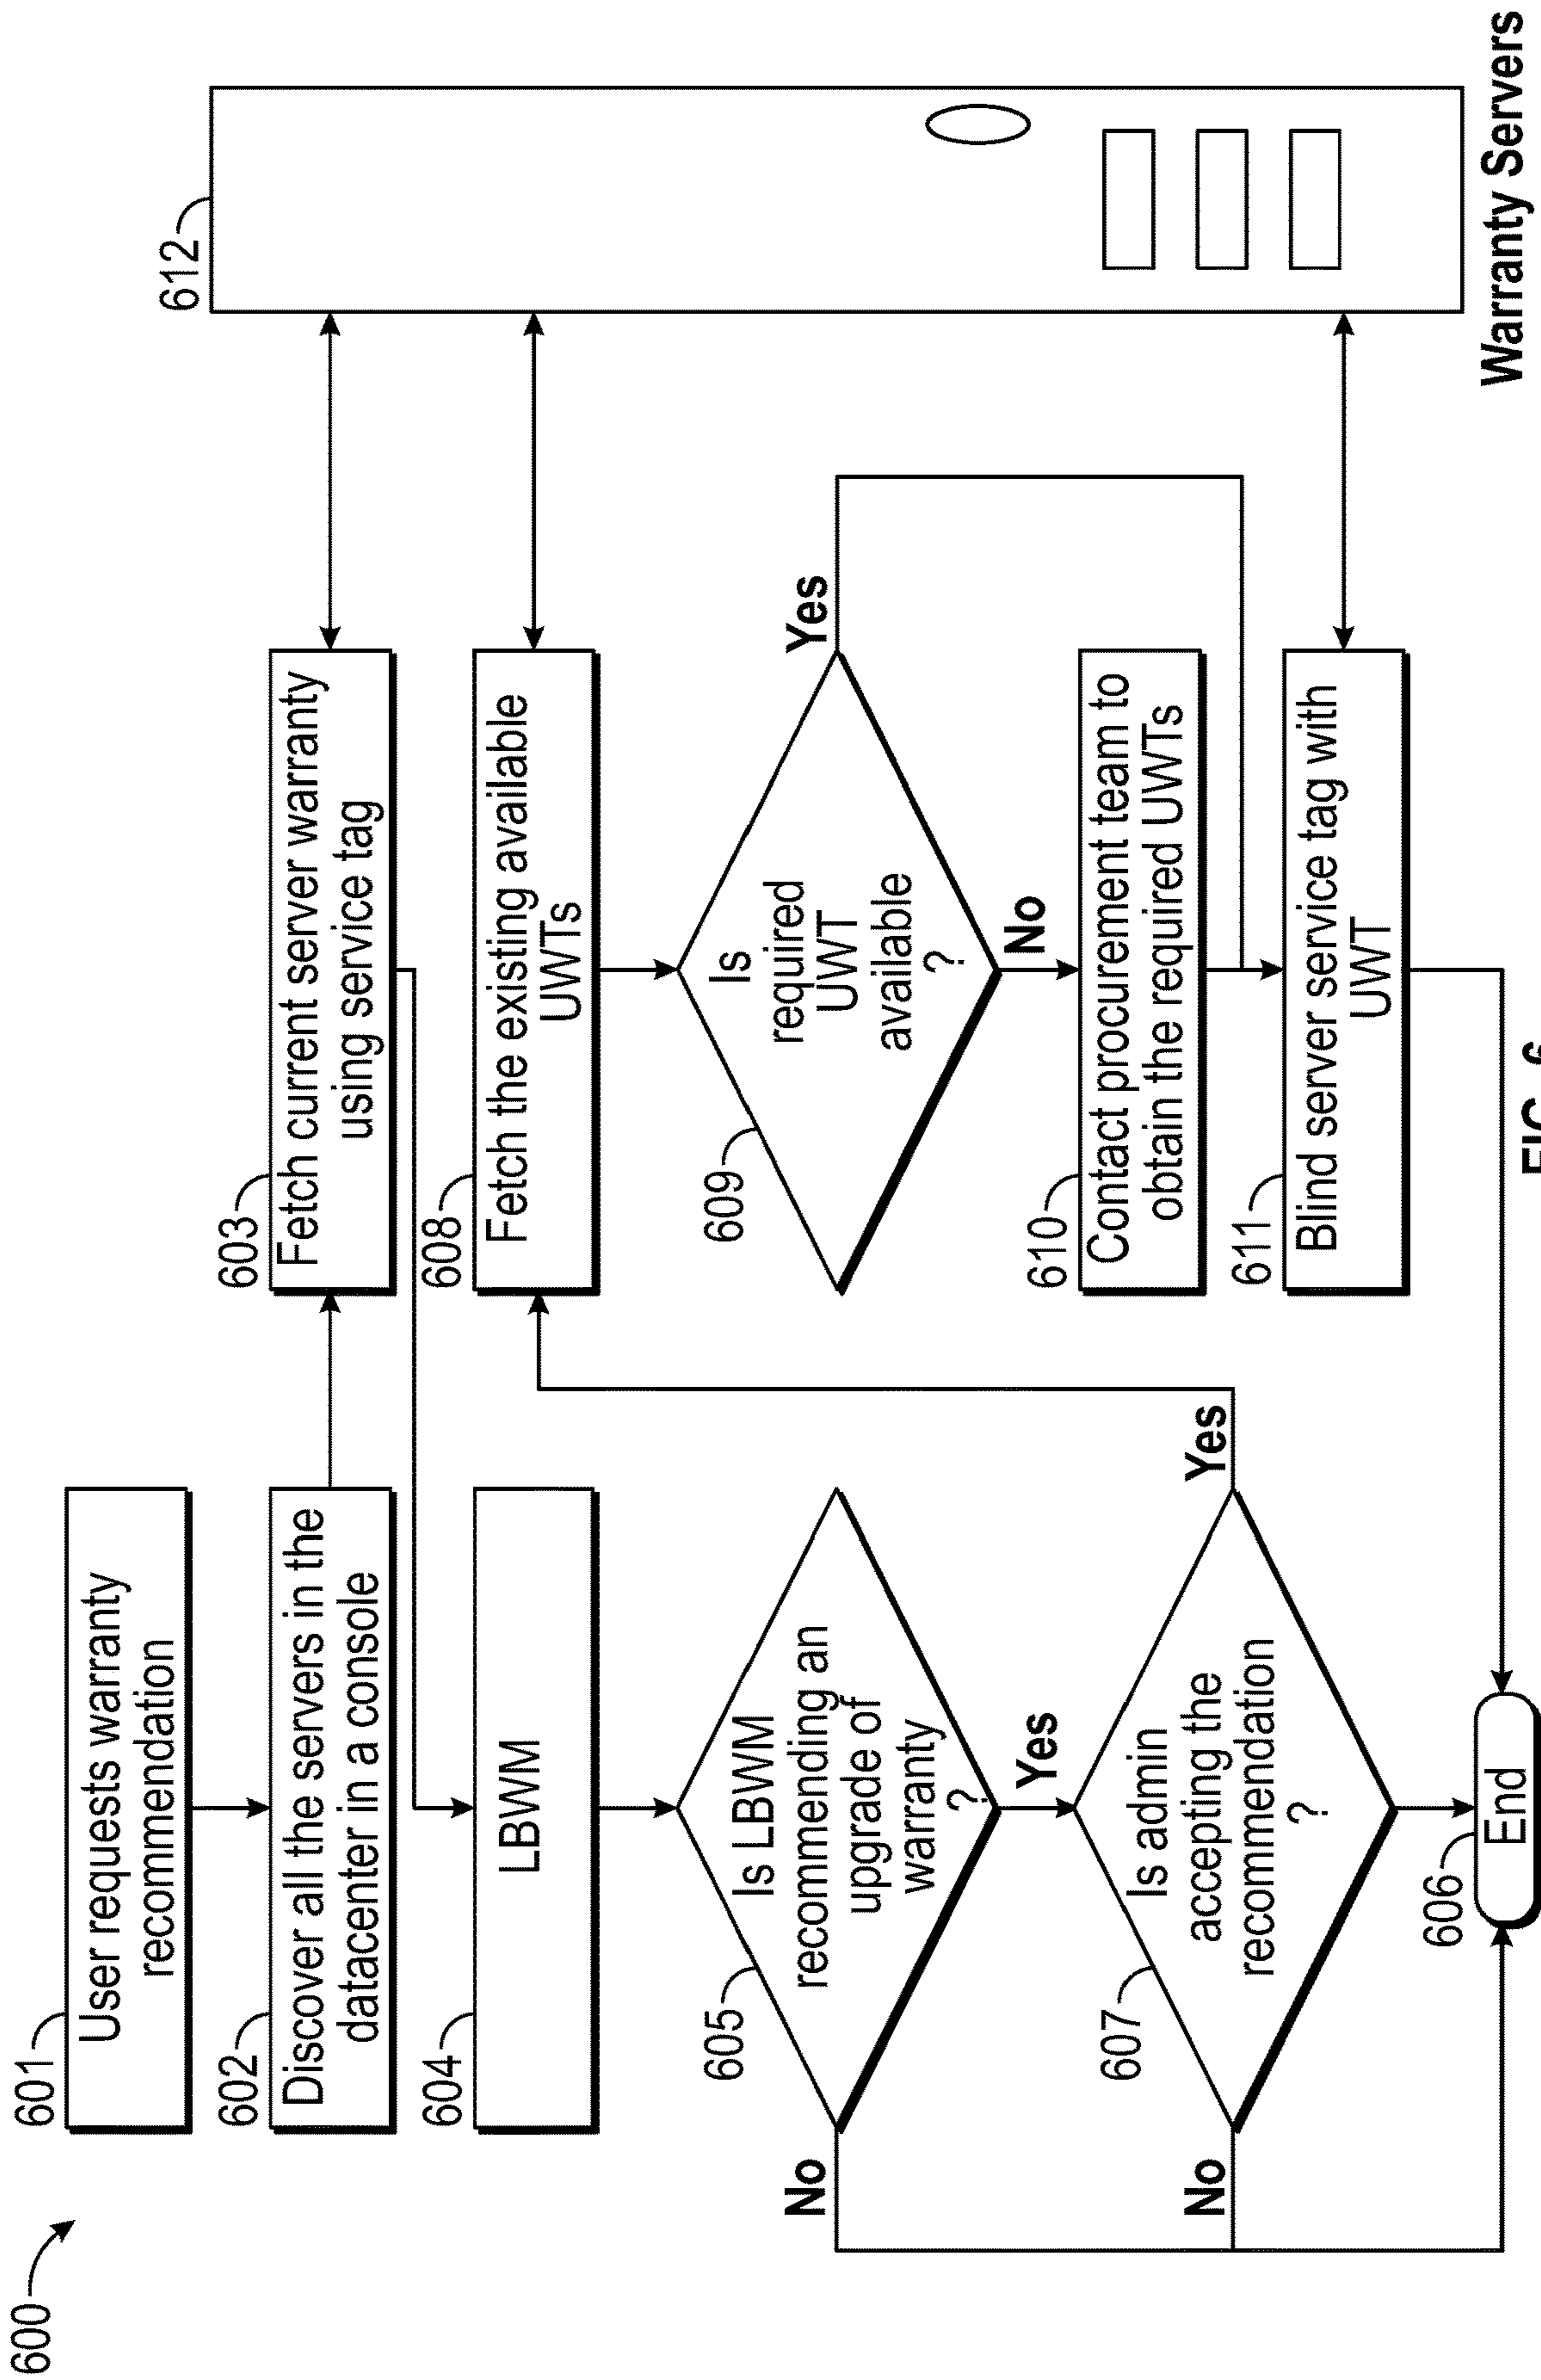 600
601
User requests warranty
recommendation
602
Discover all the servers in the
datacenter in a console
603
Fetch current server warranty
using service tag
604
LBWM
605
Is LBWM
recommending an
upgrade of
warranty
?
No
Yes
607
Is admin
accepting the
recommendation
?
No
Yes
606
End
608
Fetch the existing available
UWTs
609
Is
required
UWT
available
?
Yes
No
610
Contact procurement team to
obtain the required UWTs
611
Blind server service tag with
UWT
612
Warranty Servers
FIG. 6